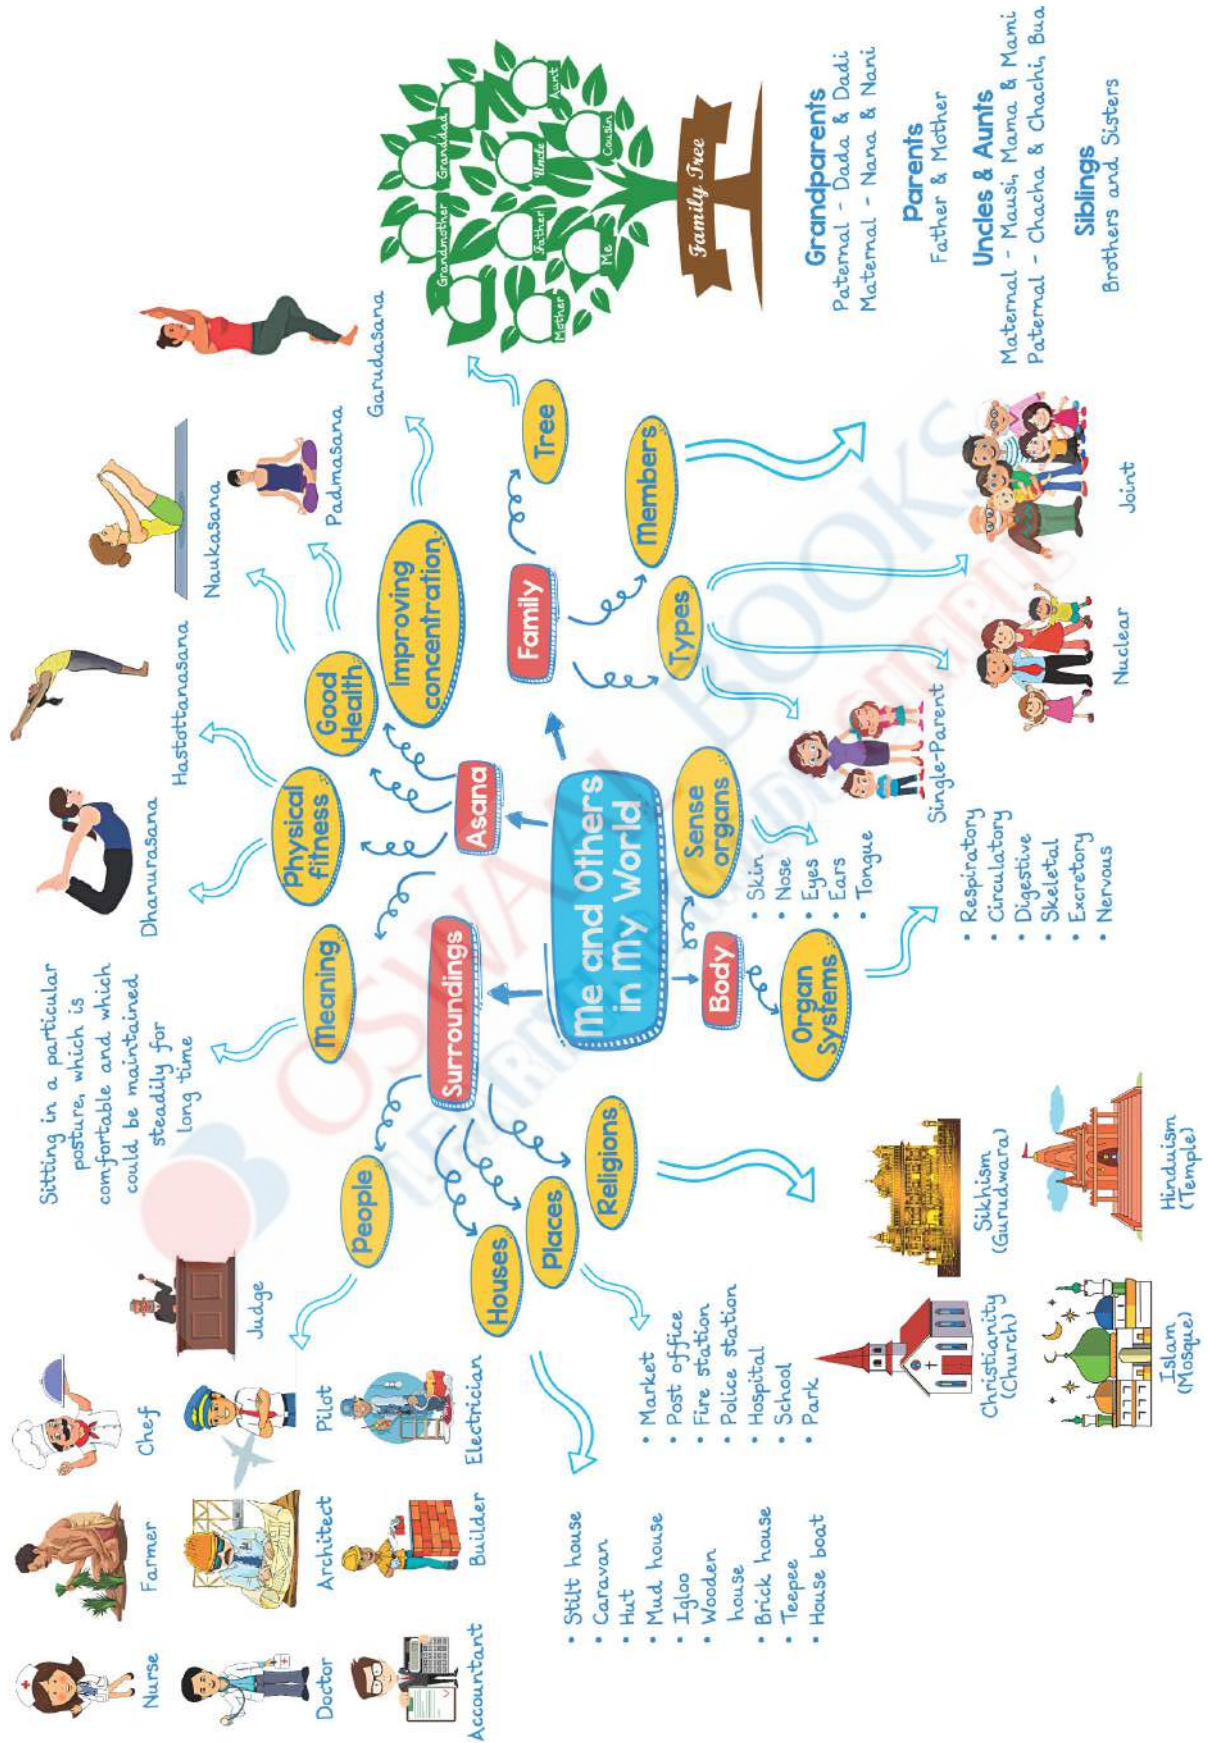 Me and Others
in My World
Surroundings
People
Nurse
Farmer
Chef
Judge
Doctor
Architect
Pilot
Accountant
Builder
Electrician
Houses
• Stilt house
• Caravan
• Hut
• Mud house
• Igloo
• Wooden
house
• Brick house
• Teepee
• House boat
Places
• Market
• Post office
• Fire station
• Police station
• Hospital
• School
• Park
Religions
Christianity
(Church)
Sikhism
(Gurudwara)
Islam
(Mosque)
Hinduism
(Temple)
Asana
Meaning
Sitting in a particular
posture, which is
comfortable and which
could be maintained
steadily for
long time
Physical
fitness
Dhanurasana
Hastottanasana
Good
Health
Naukasana
Padmasana
Improving
concentration
Garudasana
Family
Tree
Grandmother
Granddad
Mother
Father
Uncle
Aunt
Me
Cousin
Family Tree
Members
Grandparents
Paternal - Dada & Dadi
Maternal - Nana & Nani
Parents
Father & Mother
Uncles & Aunts
Maternal - Mausi, Mama & Mami
Paternal - Chacha & Chachi, Bua
Siblings
Brothers and Sisters
Types
Single-Parent
Nuclear
Joint
Body
Sense
organs
• Skin
• Nose
• Eyes
• Ears
• Tongue
Organ
Systems
• Respiratory
• Circulatory
• Digestive
• Skeletal
• Excretory
• Nervous
OSWAAL BOOKS
LEARNING MADE SIMPLE